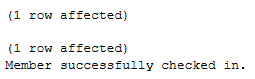 (1 row affected)
(1 row affected)
Member successfully checked in.